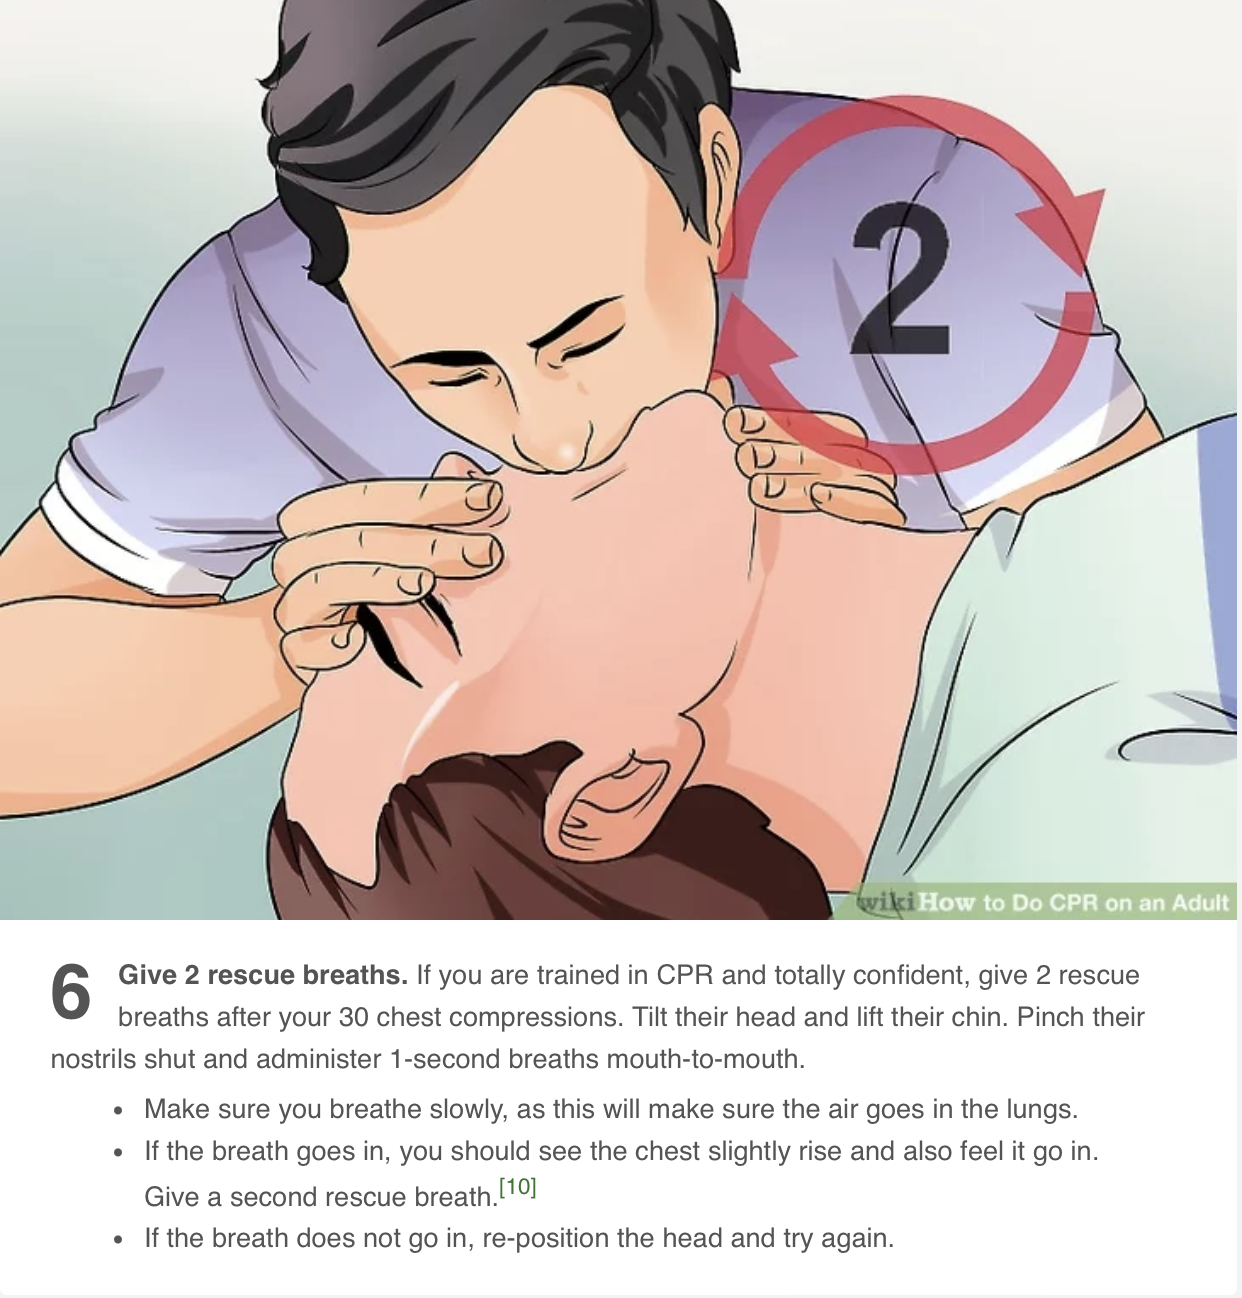 2
wikiHow to Do CPR on an Adult
6 Give 2 rescue breaths. If you are trained in CPR and totally confident, give 2 rescue
breaths after your 30 chest compressions. Tilt their head and lift their chin. Pinch their
nostrils shut and administer 1-second breaths mouth-to-mouth.
• Make sure you breathe slowly, as this will make sure the air goes in the lungs.
• If the breath goes in, you should see the chest slightly rise and also feel it go in.
Give a second rescue breath.[10]
• If the breath does not go in, re-position the head and try again.